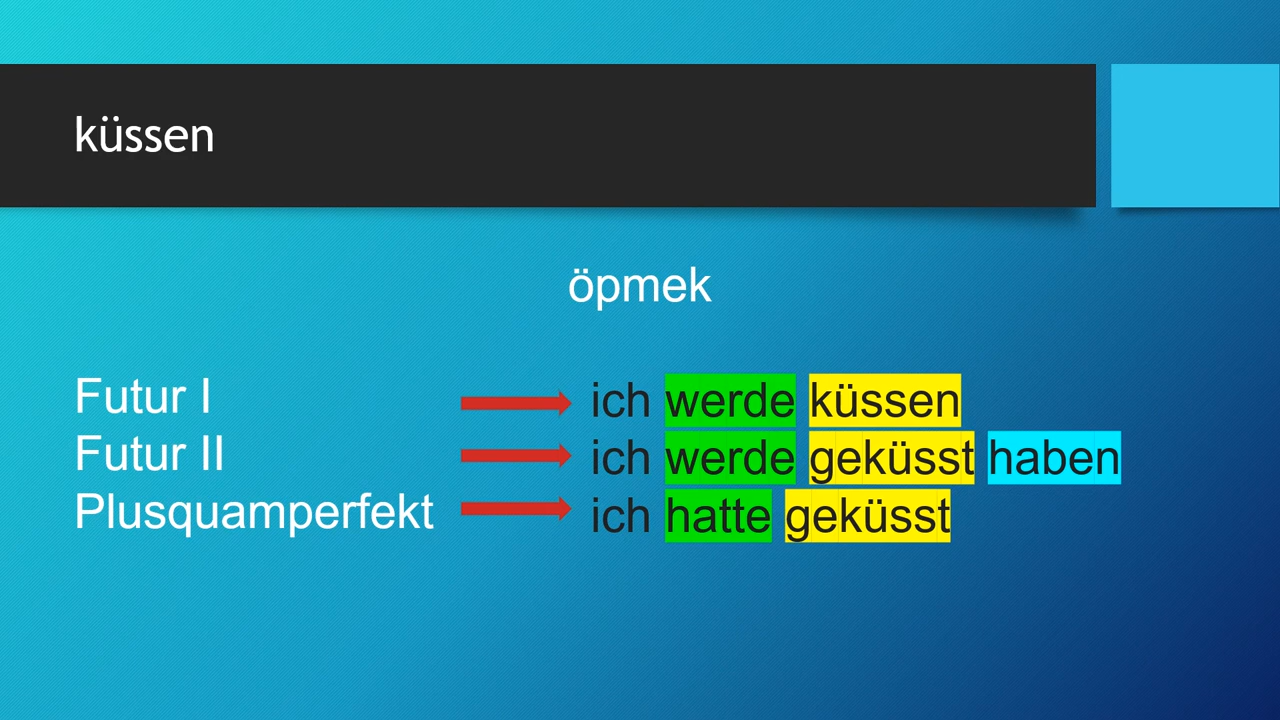 küssen
öpmek
Futur I ich werde küssen
Futur II ich werde geküsst haben
Plusquamperfekt ich hatte geküsst